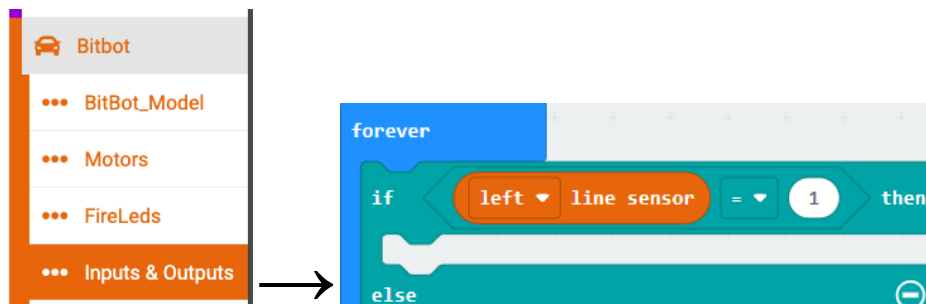 Bitbot
BitBot_Model
Motors
FireLeds
Inputs & Outputs
forever
if left line sensor = 1 then
else